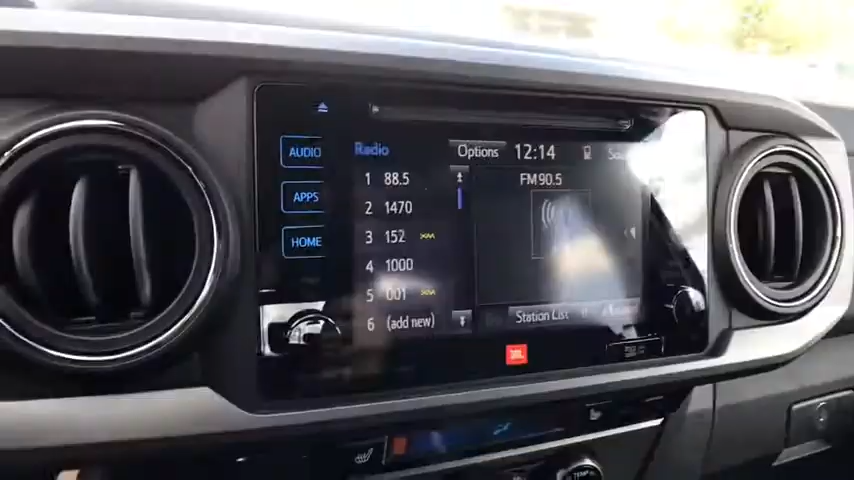 AUDIO
APPS
HOME
Radio
Options
12:14
1 88.5
2 1470
3 152
4 1000
5 001
6 (add new)
FM 90.5
Station List
JBL